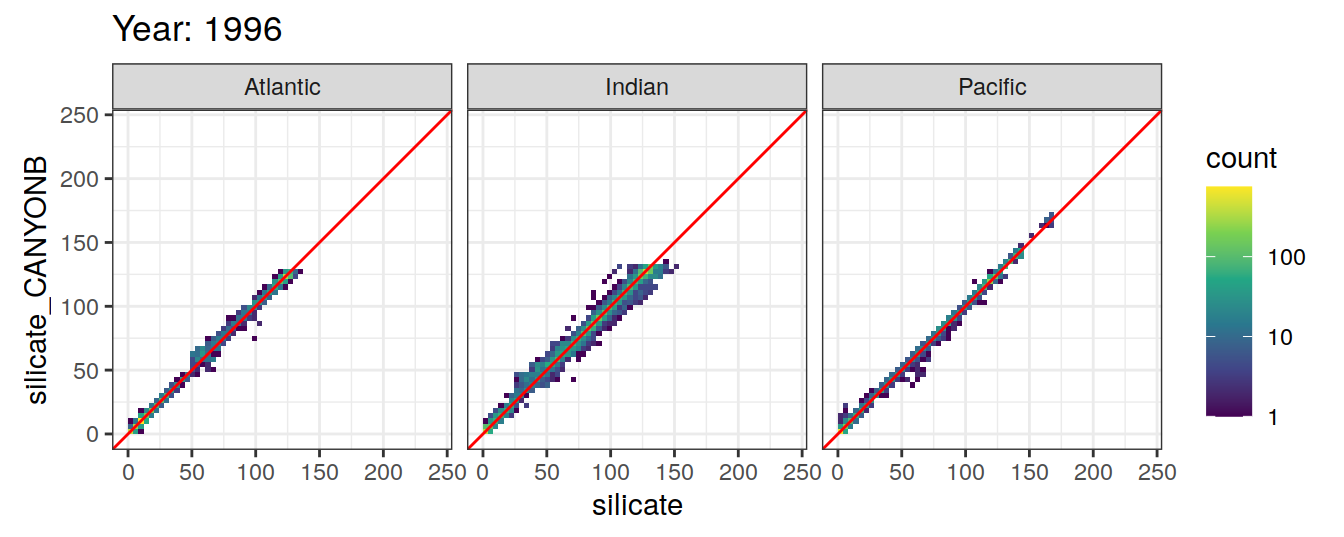 Year: 1996
Atlantic
Indian
Pacific
silicate_CANYONB
250
200
150
100
50
0
0 50 100 150 200 250
0 50 100 150 200 250
0 50 100 150 200 250
silicate
count
100
10
1